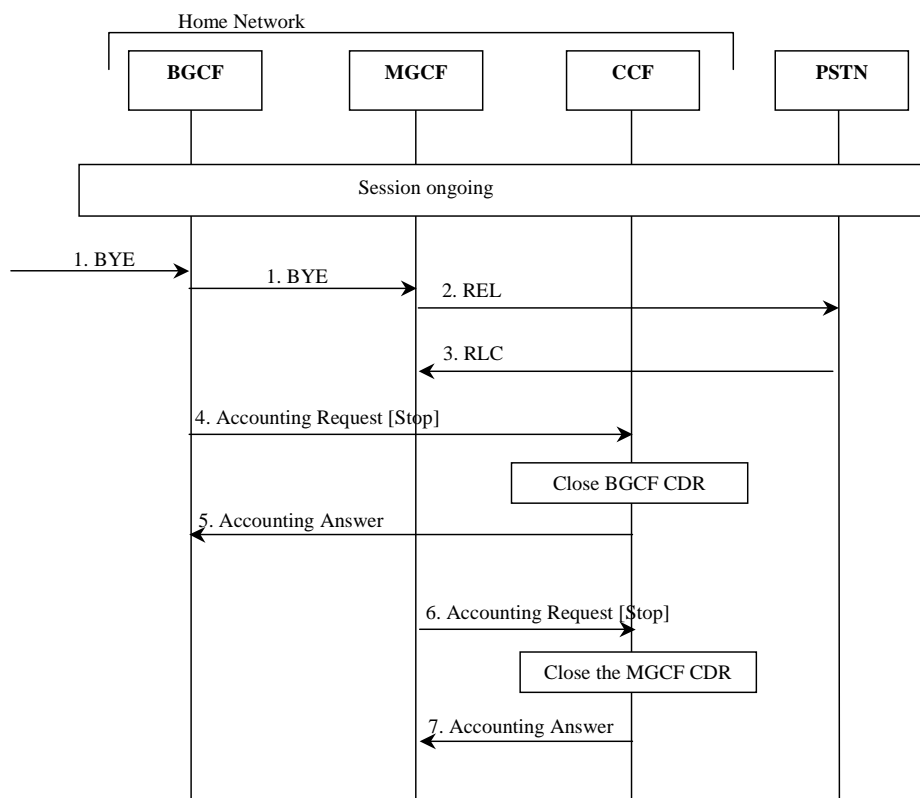 Home Network
BGCF
MGCF
CCF
PSTN
Session ongoing
1. BYE
1. BYE
2. REL
3. RLC
4. Accounting Request [Stop]
Close BGCF CDR
5. Accounting Answer
6. Accounting Request [Stop]
Close the MGCF CDR
7. Accounting Answer